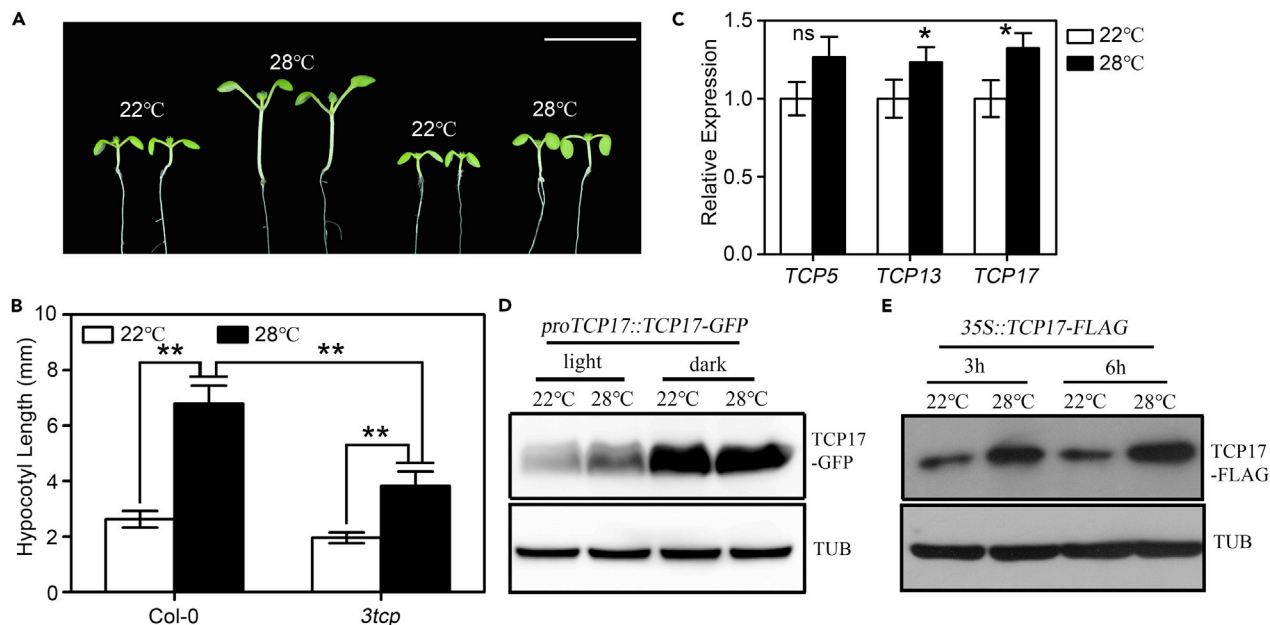 A
22℃
28℃
22℃
28℃
B
Hypocotyl Length (mm)
10
8
6
4
2
0
22℃
28℃
**
**
**
Col-0
3tcp
C
Relative Expression
1.5
1.0
0.5
0.0
ns
*
*
22℃
28℃
TCP5
TCP13
TCP17
D
proTCP17::TCP17-GFP
light dark
22℃ 28℃ 22℃ 28℃
TCP17
-GFP
TUB
E
35S::TCP17-FLAG
3h 6h
22℃ 28℃ 22℃ 28℃
TCP17
-FLAG
TUB